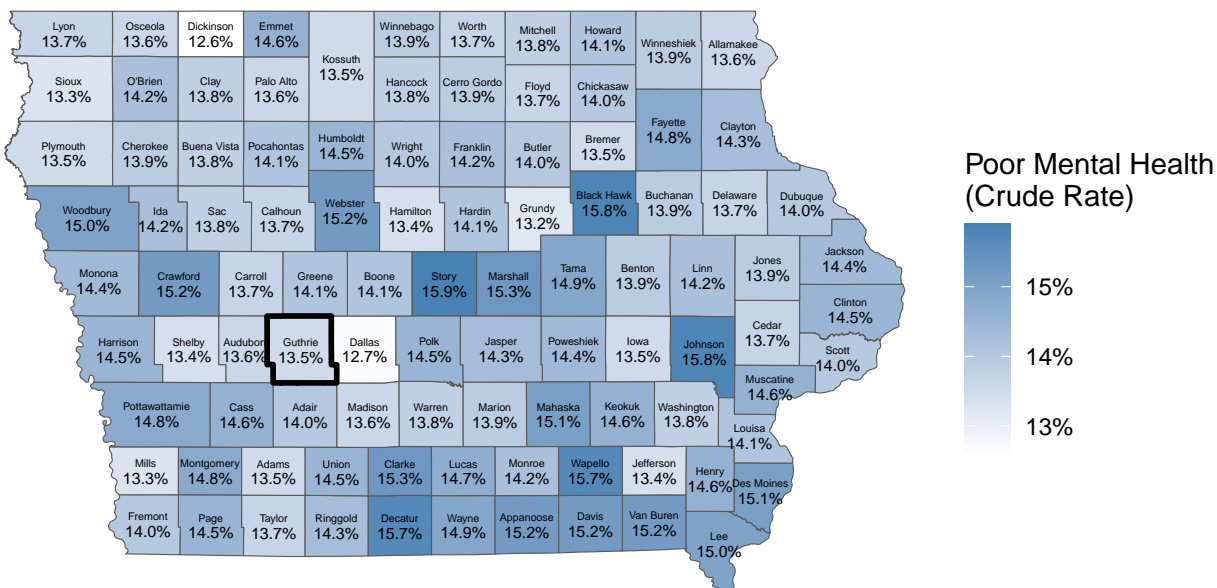 Lyon Osceola Dickinson Emmet Winnebago Worth Mitchell Howard Winneshiek Allamakee
13.7% 13.6% 12.6% 14.6% 13.9% 13.7% 13.8% 14.1% 13.9% 13.6%
Kossuth
13.5%
Sioux O'Brien Clay Palo Alto Hancock Cerro Gordo Floyd Chickasaw
13.3% 14.2% 13.8% 13.6% 13.8% 13.9% 13.7% 14.0%
Fayette Clayton
14.8% 14.3%
Plymouth Cherokee Buena Vista Pocahontas Humboldt Wright Franklin Butler Bremer
13.5% 13.9% 13.8% 14.1% 14.5% 14.0% 14.2% 14.0% 13.5%
Woodbury Ida Sac Calhoun Webster Hamilton Hardin Grundy Black Hawk Buchanan Delaware Dubuque
15.0% 14.2% 13.8% 13.7% 15.2% 13.4% 14.1% 13.2% 15.8% 13.9% 13.7% 14.0%
Monona Crawford Carroll Greene Boone Story Marshall Tama Benton Linn Jones Jackson
14.4% 15.2% 13.7% 14.1% 14.1% 15.9% 15.3% 14.9% 13.9% 14.2% 13.9% 14.4%
Clinton
14.5%
Harrison Shelby Audubon Guthrie Dallas Polk Jasper Poweshiek Iowa Johnson Cedar Scott
14.5% 13.4% 13.6% 13.5% 12.7% 14.5% 14.3% 14.4% 13.5% 15.8% 13.7% 14.0%
Muscatine
14.6%
Pottawattamie Cass Adair Madison Warren Marion Mahaska Keokuk Washington Louisa
14.8% 14.6% 14.0% 13.6% 13.8% 13.9% 15.1% 14.6% 13.8% 14.1%
Mills Montgomery Adams Union Clarke Lucas Monroe Wapello Jefferson Henry Des Moines
13.3% 14.8% 13.5% 14.5% 15.3% 14.7% 14.2% 15.7% 13.4% 14.6% 15.1%
Fremont Page Taylor Ringgold Decatur Wayne Appanoose Davis Van Buren Lee
14.0% 14.5% 13.7% 14.3% 15.7% 14.9% 15.2% 15.2% 15.2% 15.0%
Poor Mental Health
(Crude Rate)
15%
14%
13%